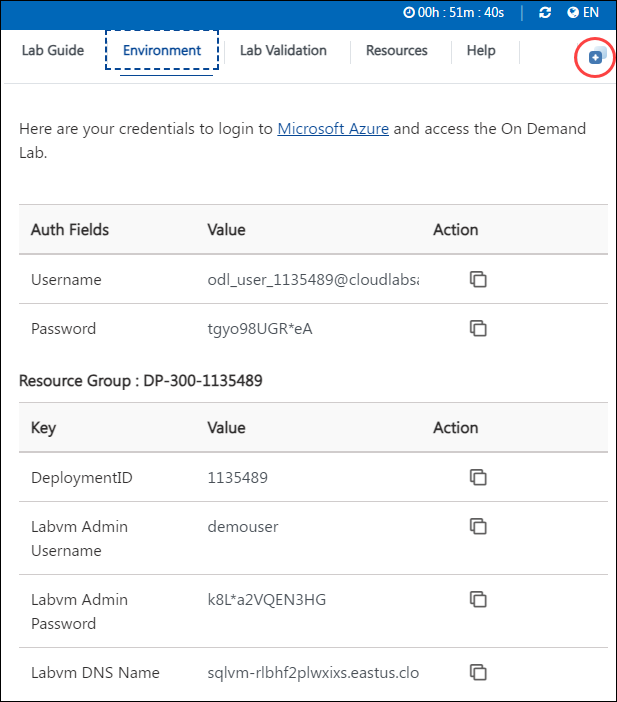 00h : 51m : 40s | EN
Lab Guide Environment Lab Validation Resources Help
Here are your credentials to login to Microsoft Azure and access the On Demand
Lab.
Auth Fields Value Action
Username odl_user_1135489@cloudlabsa
Password tgyo98UGR*eA
Resource Group : DP-300-1135489
Key Value Action
DeploymentID 1135489
Labvm Admin
Username
demouser
Labvm Admin
Password
k8L*a2VQEN3HG
Labvm DNS Name sqlvm-rlbhf2plwxixs.eastus.clo